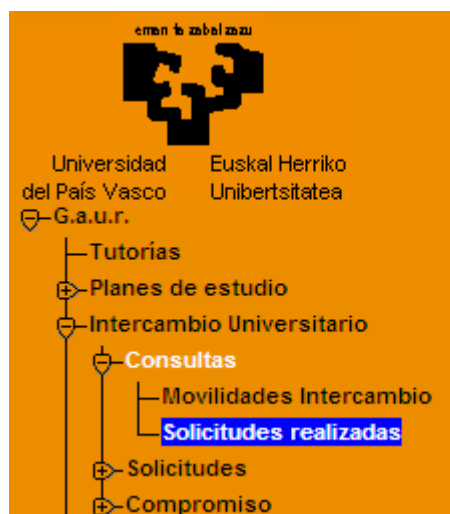 eman ta zabal zazu
Universidad Euskal Herriko
del País Vasco Unibertsitatea
G.a.u.r.
Tutorías
Planes de estudio
Intercambio Universitario
Consultas
Movilidades Intercambio
Solicitudes realizadas
Solicitudes
Compromiso